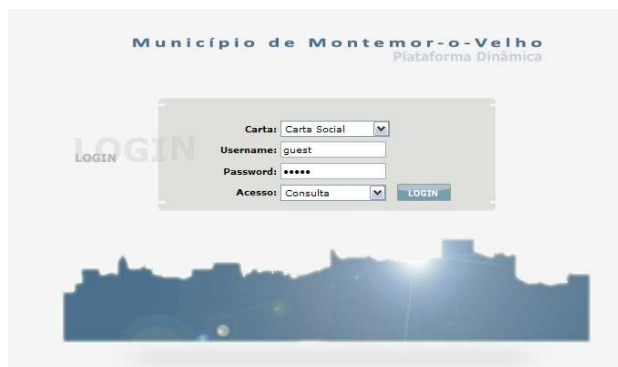 Município de Montemor-o-Velho
Plataforma Dinâmica
LOGIN
LOGIN
Carta: Carta Social
Username: guest
Password: •••••
Acesso: Consulta LOGIN